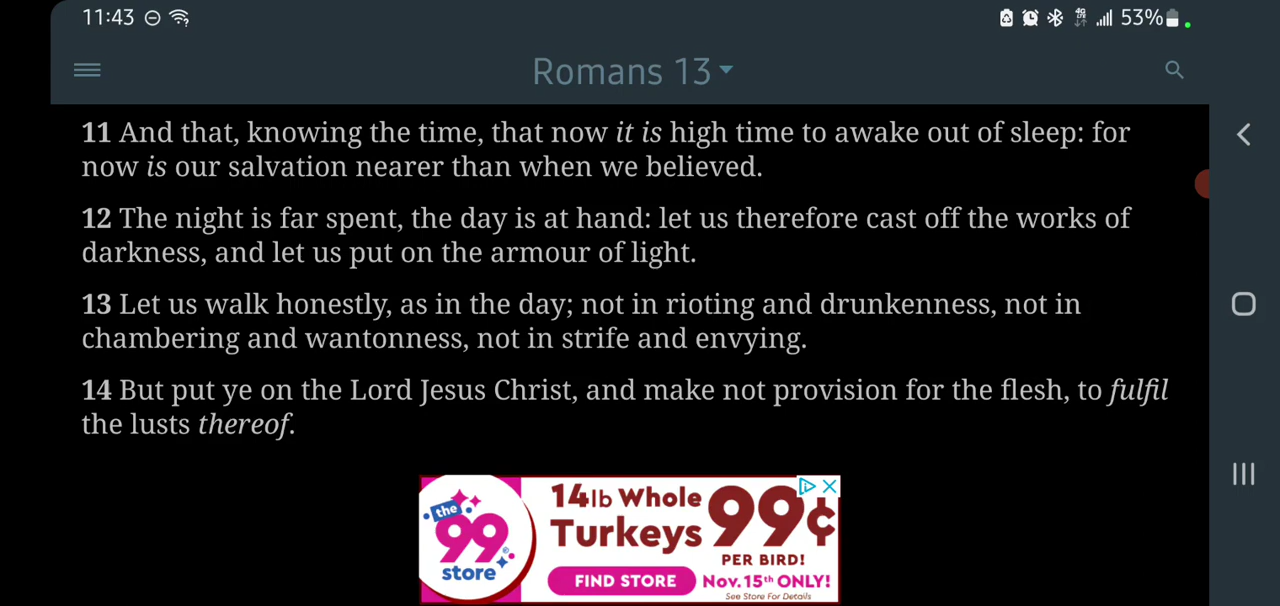 11:43
53%
Romans 13
11 And that, knowing the time, that now it is high time to awake out of sleep: for
now is our salvation nearer than when we believed.
12 The night is far spent, the day is at hand: let us therefore cast off the works of
darkness, and let us put on the armour of light.
13 Let us walk honestly, as in the day; not in rioting and drunkenness, not in
chambering and wantonness, not in strife and envying.
14 But put ye on the Lord Jesus Christ, and make not provision for the flesh, to fulfil
the lusts thereof.
the
99
store
14lb Whole
Turkeys
99¢
PER BIRD!
FIND STORE
Nov. 15th ONLY!
See Store For Details